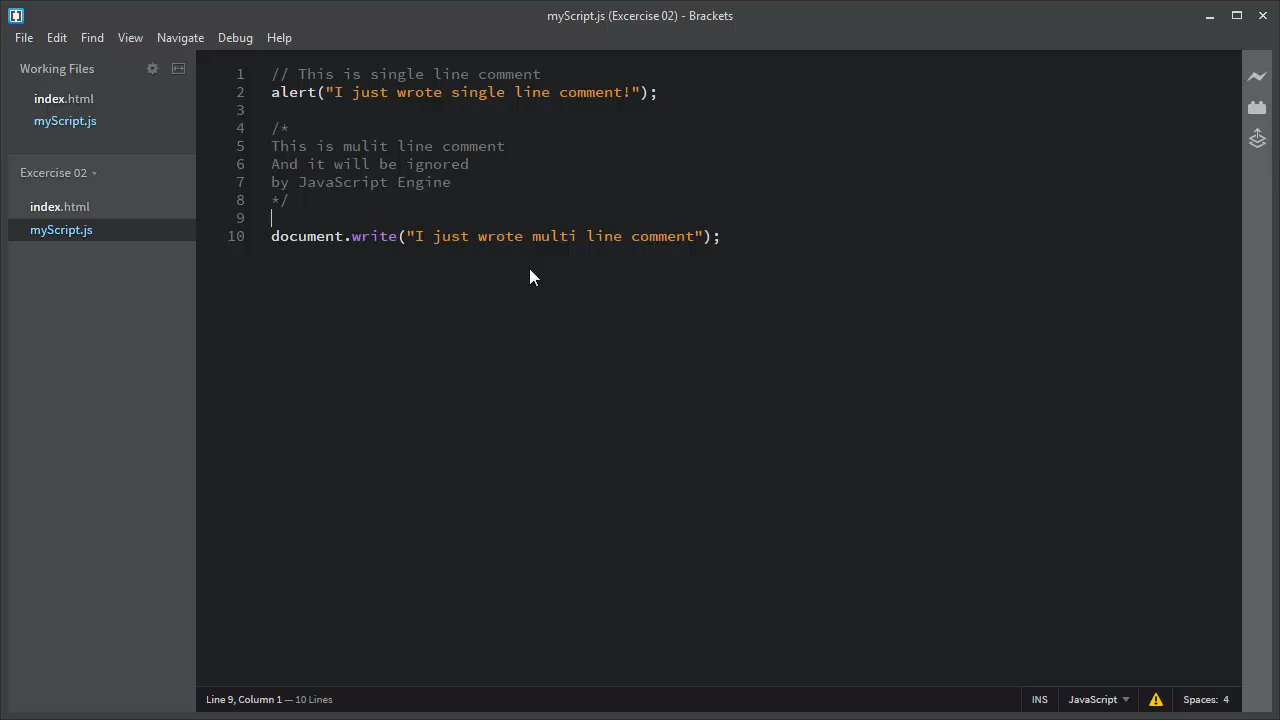 myScript.js (Excercise 02) - Brackets
File Edit Find View Navigate Debug Help
Working Files
index.html
myScript.js
Excercise 02
index.html
myScript.js
1 // This is single line comment
2 alert("I just wrote single line comment!");
3
4 /*
5 This is mulit line comment
6 And it will be ignored
7 by JavaScript Engine
8 */
9
10 document.write("I just wrote multi line comment");
Line 9, Column 1 — 10 Lines INS JavaScript Spaces: 4